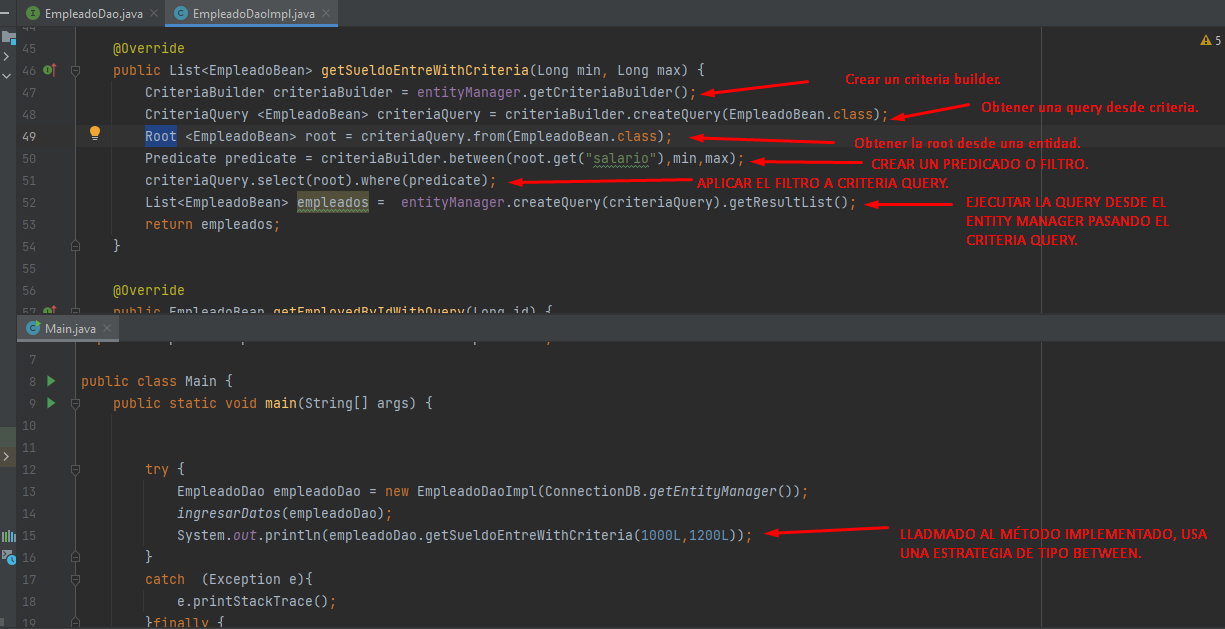 EmpleadoDao.java
EmpleadoDaoImpl.java
44
45 @Override
46 public List<EmpleadoBean> getSueldoEntreWithCriteria(Long min, Long max) {
47 CriteriaBuilder criteriaBuilder = entityManager.getCriteriaBuilder(); Crear un criteria builder.
48 CriteriaQuery <EmpleadoBean> criteriaQuery = criteriaBuilder.createQuery(EmpleadoBean.class); Obtener una query desde criteria.
49 Root <EmpleadoBean> root = criteriaQuery.from(EmpleadoBean.class); Obtener la root desde una entidad.
50 Predicate predicate = criteriaBuilder.between(root.get("salario"),min,max); CREAR UN PREDICADO O FILTRO.
51 criteriaQuery.select(root).where(predicate); APLICAR EL FILTRO A CRITERIA QUERY.
52 List<EmpleadoBean> empleados = entityManager.createQuery(criteriaQuery).getResultList(); EJECUTAR LA QUERY DESDE EL
ENTITY MANAGER PASANDO EL
CRITERIA QUERY.
53 return empleados;
54 }
55
56 @Override
57 public EmpleadoBean getEmployedByIdWithQuery(Long id) {
5
Main.java
7
8 public class Main {
9 public static void main(String[] args) {
10
11
12 try {
13 EmpleadoDao empleadoDao = new EmpleadoDaoImpl(ConnectionDB.getEntityManager());
14 ingresarDatos(empleadoDao);
15 System.out.println(empleadoDao.getSueldoEntreWithCriteria(1000L,1200L)); LLADMADO AL MÉTODO IMPLEMENTADO, USA
UNA ESTRATEGIA DE TIPO BETWEEN.
16 }
17 catch (Exception e){
18 e.printStackTrace();
19 }finally {